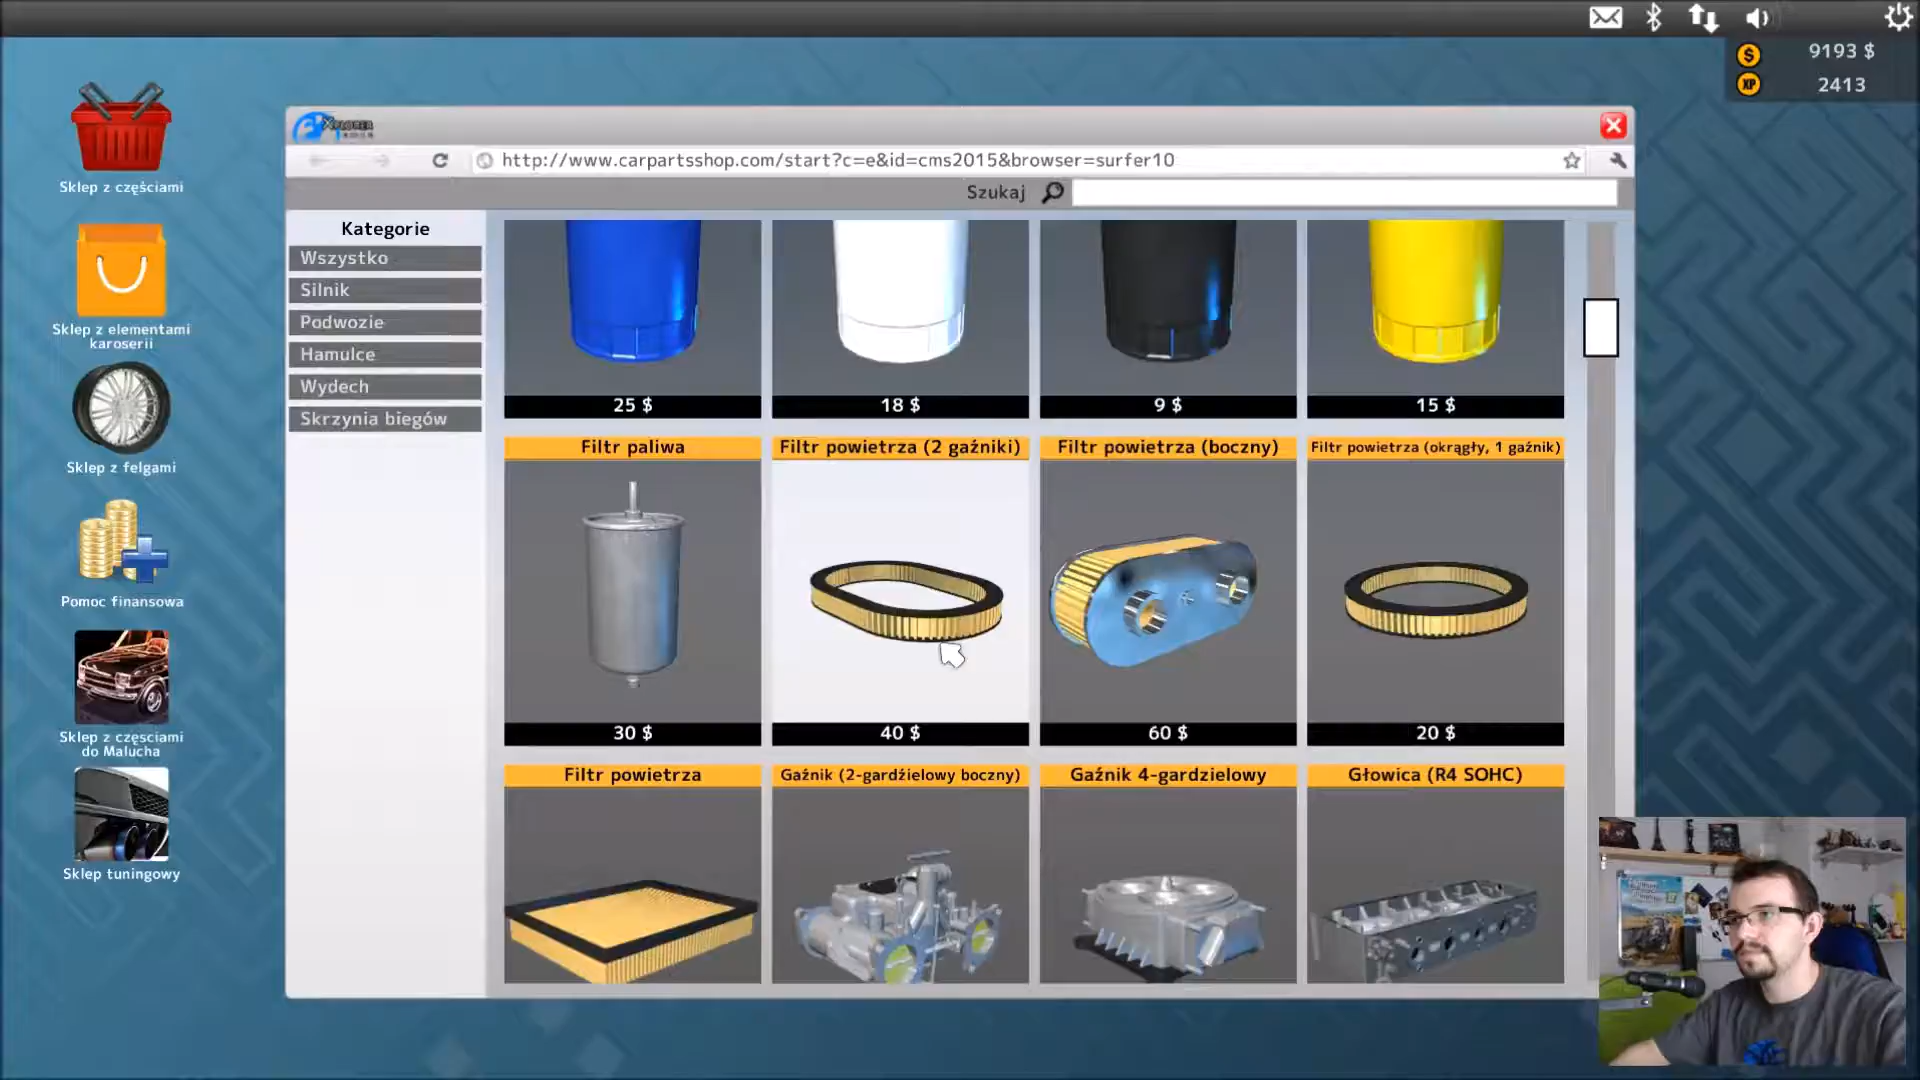 9193 $
2413
Sklep z częściami
Sklep z elementami
karoserii
Sklep z felgami
Pomoc finansowa
Sklep z częsciami
do Malucha
Sklep tuningowy
http://www.carpartsshop.com/start?c=e&id=cms2015&browser=surfer10
Szukaj
Kategorie
Wszystko
Silnik
Podwozie
Hamulce
Wydech
Skrzynia biegów
25 $
18 $
9 $
15 $
Filtr paliwa
Filtr powietrza (2 gaźniki)
Filtr powietrza (boczny)
Filtr powietrza (okrągły, 1 gaźnik)
30 $
40 $
60 $
20 $
Filtr powietrza
Gaźnik (2-gardźielowy boczny)
Gaźnik 4-gardzielowy
Głowica (R4 SOHC)